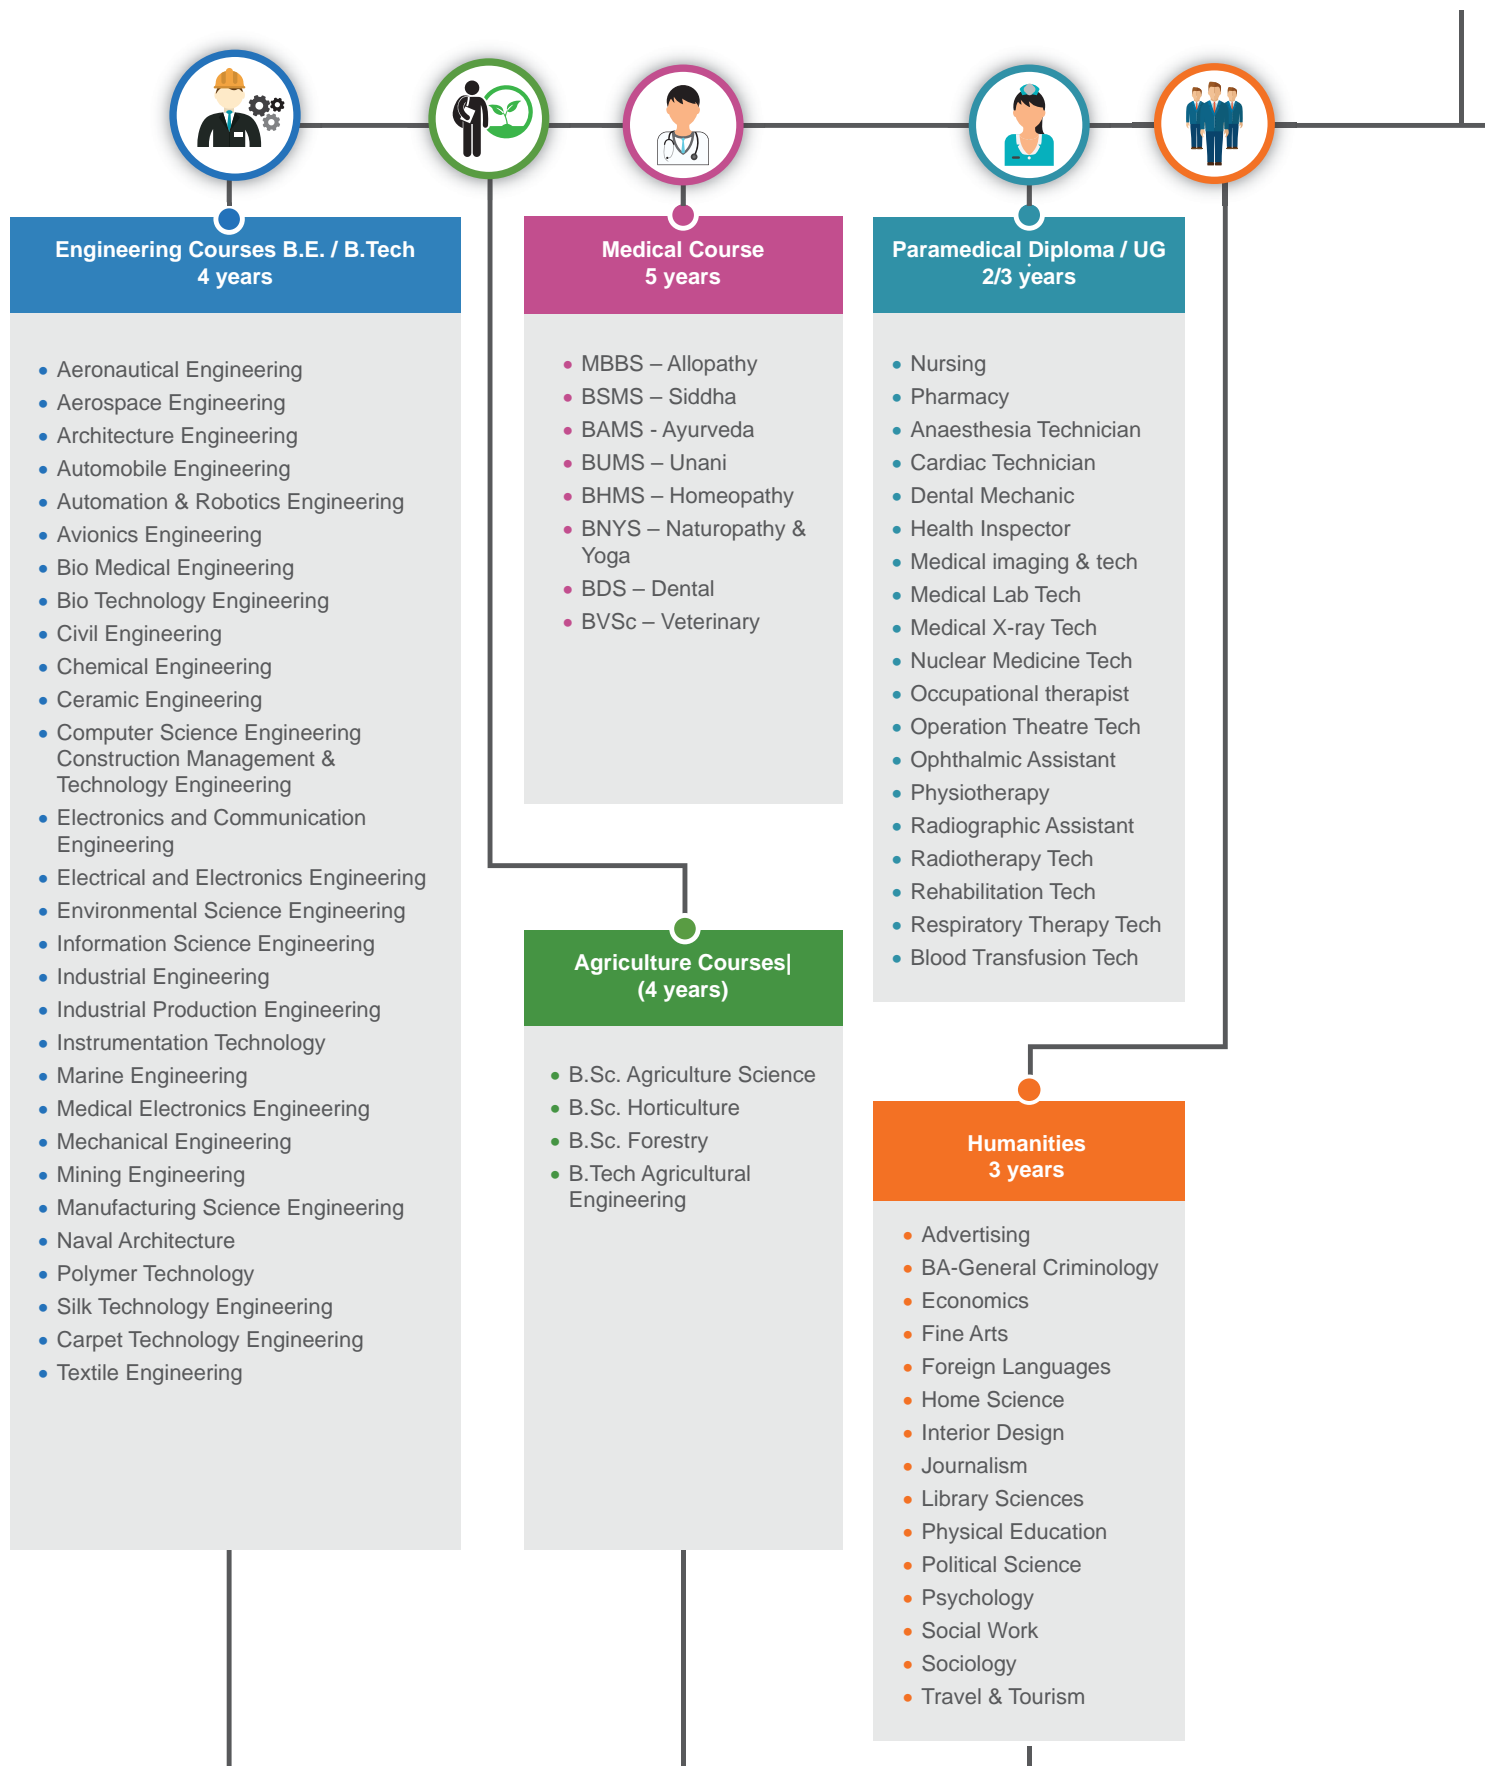 Engineering Courses B.E. / B.Tech
4 years
Aeronautical Engineering
Aerospace Engineering
Architecture Engineering
Automobile Engineering
Automation & Robotics Engineering
Avionics Engineering
Bio Medical Engineering
Bio Technology Engineering
Civil Engineering
Chemical Engineering
Ceramic Engineering
Computer Science Engineering
Construction Management &
Technology Engineering
Electronics and Communication
Engineering
Electrical and Electronics Engineering
Environmental Science Engineering
Information Science Engineering
Industrial Engineering
Industrial Production Engineering
Instrumentation Technology
Marine Engineering
Medical Electronics Engineering
Mechanical Engineering
Mining Engineering
Manufacturing Science Engineering
Naval Architecture
Polymer Technology
Silk Technology Engineering
Carpet Technology Engineering
Textile Engineering
Medical Course
5 years
MBBS – Allopathy
BSMS – Siddha
BAMS - Ayurveda
BUMS – Unani
BHMS – Homeopathy
BNYS – Naturopathy &
Yoga
BDS – Dental
BVSc – Veterinary
Agriculture Courses|
(4 years)
B.Sc. Agriculture Science
B.Sc. Horticulture
B.Sc. Forestry
B.Tech Agricultural
Engineering
Paramedical Diploma / UG
2/3 years
Nursing
Pharmacy
Anaesthesia Technician
Cardiac Technician
Dental Mechanic
Health Inspector
Medical imaging & tech
Medical Lab Tech
Medical X-ray Tech
Nuclear Medicine Tech
Occupational therapist
Operation Theatre Tech
Ophthalmic Assistant
Physiotherapy
Radiographic Assistant
Radiotherapy Tech
Rehabilitation Tech
Respiratory Therapy Tech
Blood Transfusion Tech
Humanities
3 years
Advertising
BA-General Criminology
Economics
Fine Arts
Foreign Languages
Home Science
Interior Design
Journalism
Library Sciences
Physical Education
Political Science
Psychology
Social Work
Sociology
Travel & Tourism